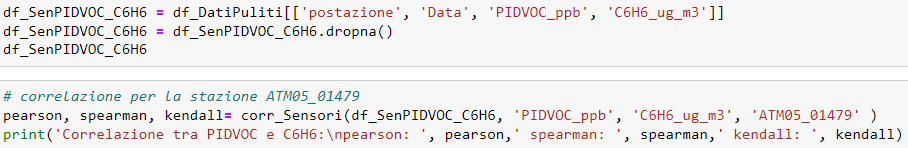 df_SenPIDVOC_C6H6 = df_DatiPuliti[['postazione', 'Data', 'PIDVOC_ppb', 'C6H6_ug_m3']]
df_SenPIDVOC_C6H6 = df_SenPIDVOC_C6H6.dropna()
df_SenPIDVOC_C6H6
# correlazione per la stazione ATM05_01479
pearson, spearman, kendall= corr_Sensori(df_SenPIDVOC_C6H6, 'PIDVOC_ppb', 'C6H6_ug_m3', 'ATM05_01479' )
print('Correlazione tra PIDVOC e C6H6:\npearson: ', pearson,' spearman: ', spearman,' kendall: ', kendall)